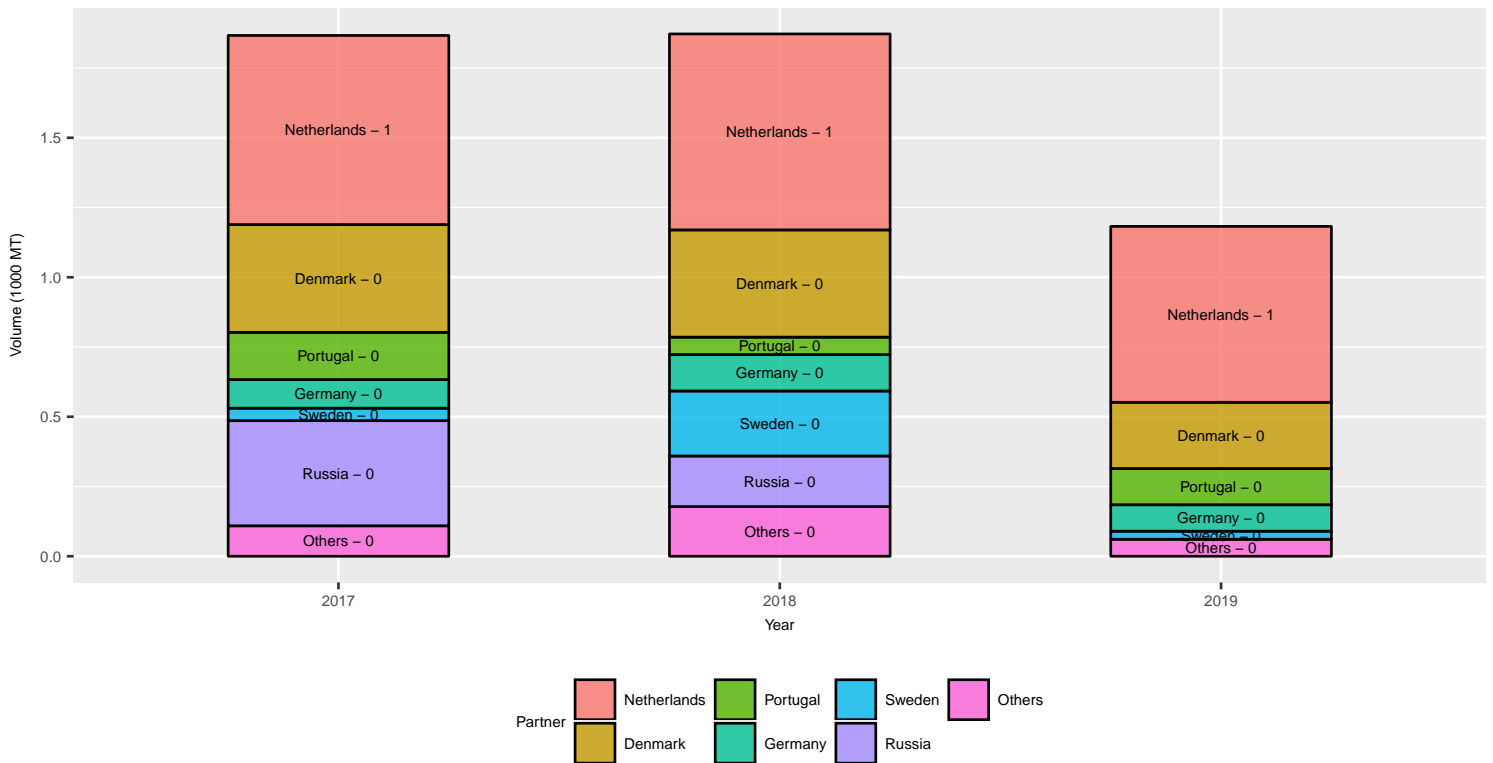 Volume (1000 MT)
1.5
1.0
0.5
0.0
Netherlands − 1
Denmark − 0
Portugal − 0
Germany − 0
Sweden − 0
Russia − 0
Others − 0
Netherlands − 1
Denmark − 0
Portugal − 0
Germany − 0
Sweden − 0
Russia − 0
Others − 0
Netherlands − 1
Denmark − 0
Portugal − 0
Germany − 0
Sweden − 0
Others − 0
2017 2018 2019
Year
Partner
Netherlands Portugal Sweden Others
Denmark Germany Russia